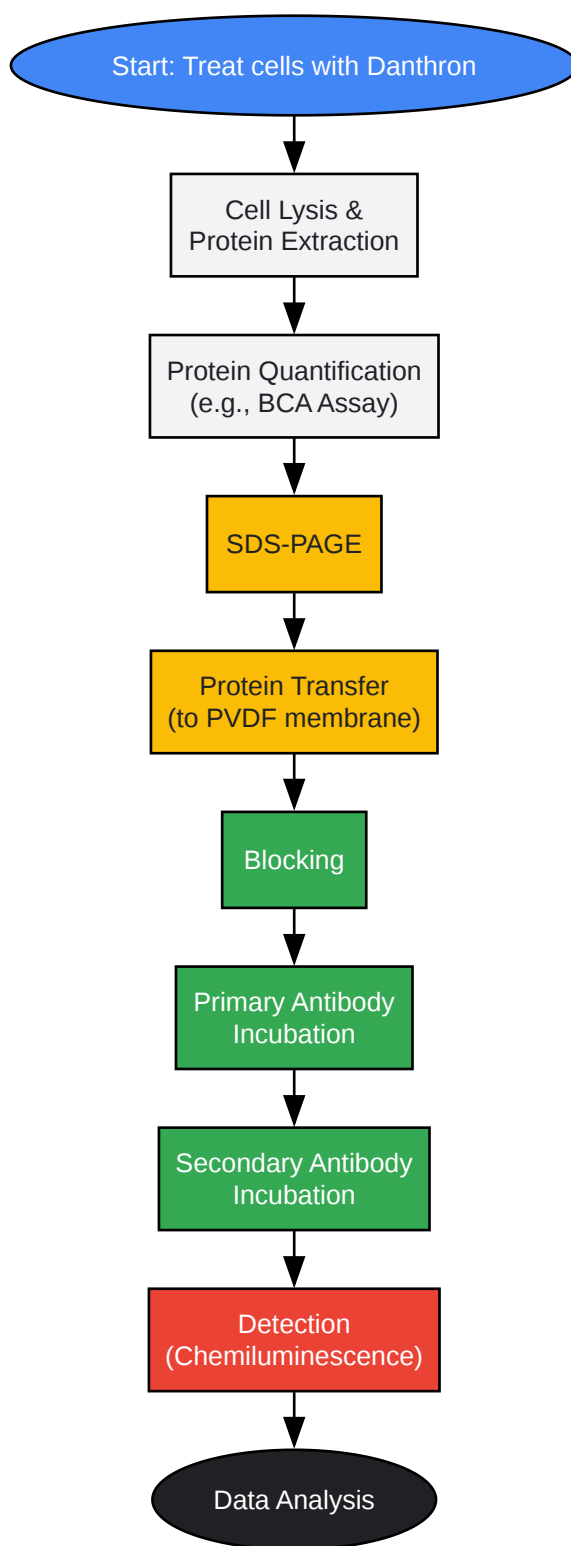 Start: Treat cells with Danthron
Cell Lysis &
Protein Extraction
Protein Quantification
(e.g., BCA Assay)
SDS-PAGE
Protein Transfer
(to PVDF membrane)
Blocking
Primary Antibody
Incubation
Secondary Antibody
Incubation
Detection
(Chemiluminescence)
Data Analysis